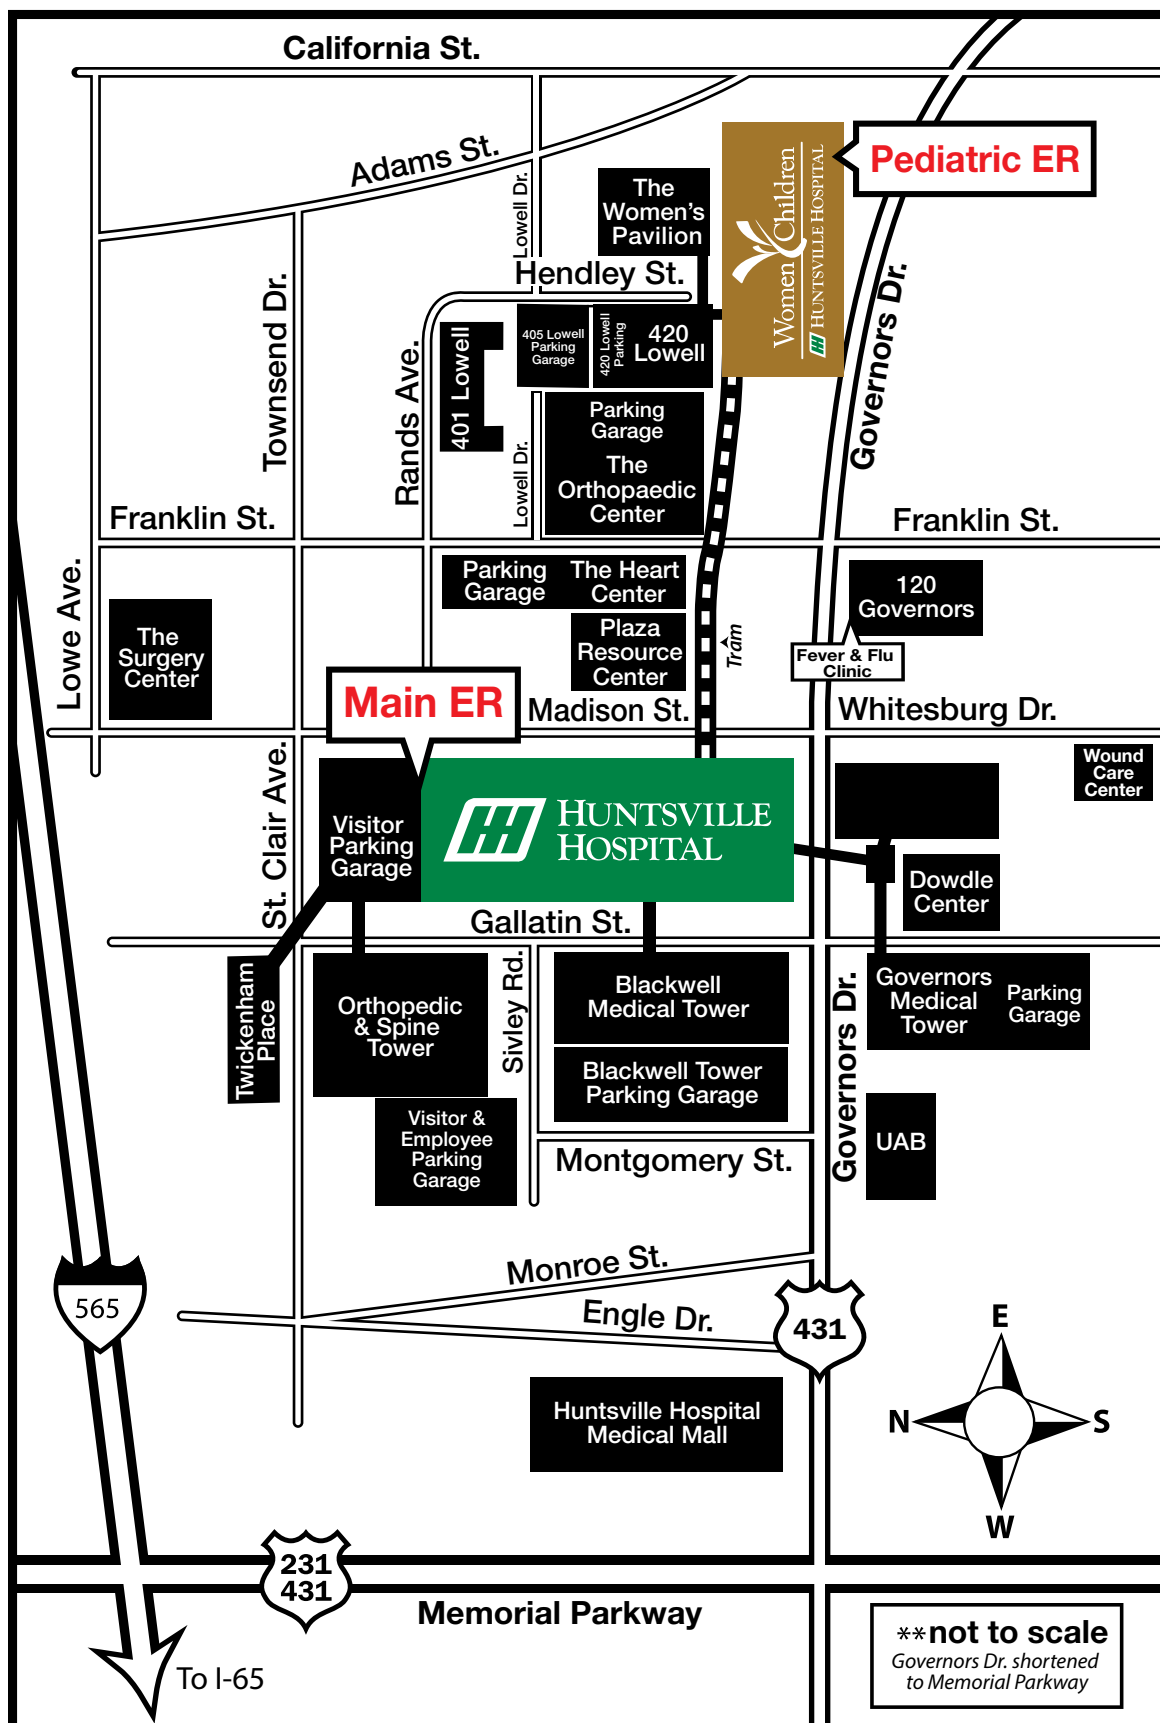 California St.
Adams St.
Lowell Dr.
The
Women's
Pavilion
Women & Children
HUNTSVILLE HOSPITAL
Pediatric ER
Hendley St.
Townsend Dr.
Rands Ave.
401 Lowell
405 Lowell
Parking
Garage
420 Lowell
Parking
420
Lowell
Governors Dr.
Parking
Garage
The
Orthopaedic
Center
Lowell Dr.
Franklin St.
Franklin St.
Lowe Ave.
The
Surgery
Center
Parking
Garage
The Heart
Center
Plaza
Resource
Center
Tram
120
Governors
Fever & Flu
Clinic
Main ER
Madison St.
Whitesburg Dr.
St. Clair Ave.
Visitor
Parking
Garage
HUNTSVILLE
HOSPITAL
Wound
Care
Center
Dowdle
Center
Gallatin St.
Twickenham
Place
Orthopedic
& Spine
Tower
Sivley Rd.
Blackwell
Medical Tower
Blackwell Tower
Parking Garage
Governors Dr.
Governors
Medical
Tower
Parking
Garage
Visitor &
Employee
Parking
Garage
UAB
Montgomery St.
Monroe St.
Engle Dr.
565
431
Huntsville Hospital
Medical Mall
E
N
S
W
231
431
Memorial Parkway
To I-65
**not to scale
Governors Dr. shortened
to Memorial Parkway